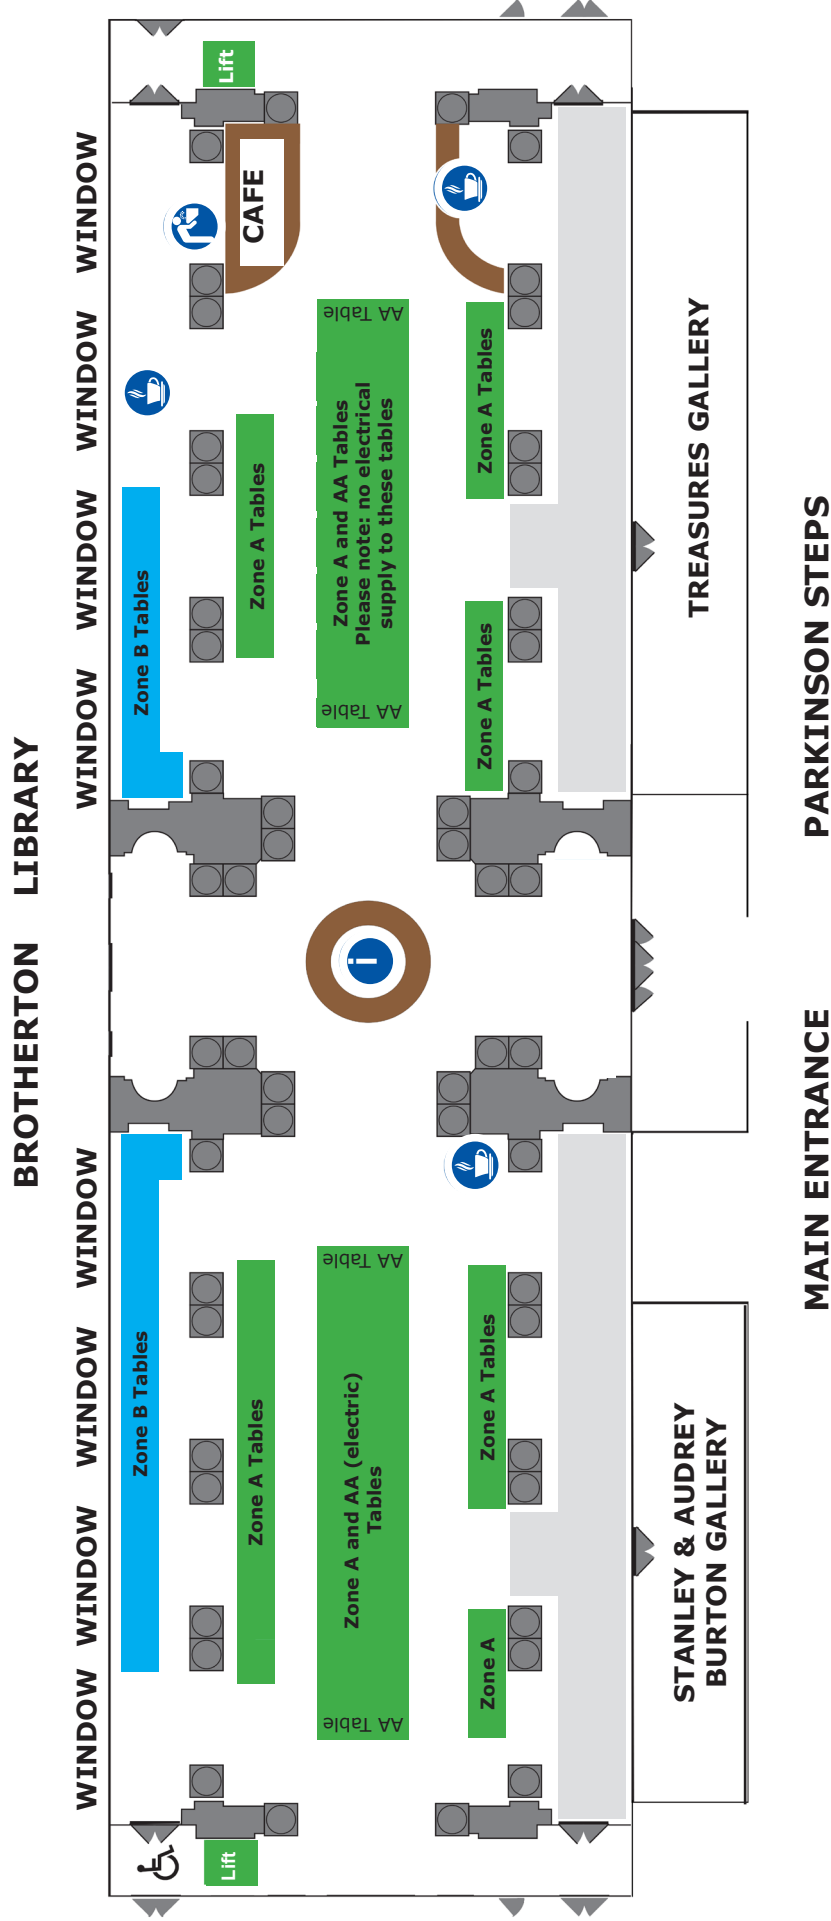 BROTHERTON LIBRARY
WINDOW WINDOW WINDOW WINDOW WINDOW WINDOW WINDOW WINDOW
Lift
CAFE
Zone B Tables
Zone A Tables
AA Table
Zone A and AA Tables
Please note: no electrical
supply to these tables
AA Table
Zone A Tables
Zone A Tables
TREASURES GALLERY
i
Zone B Tables
Zone A Tables
AA Table
Zone A and AA (electric)
Tables
AA Table
Zone A Tables
Zone A
STANLEY & AUDREY
BURTON GALLERY
Lift
MAIN ENTRANCE
PARKINSON STEPS